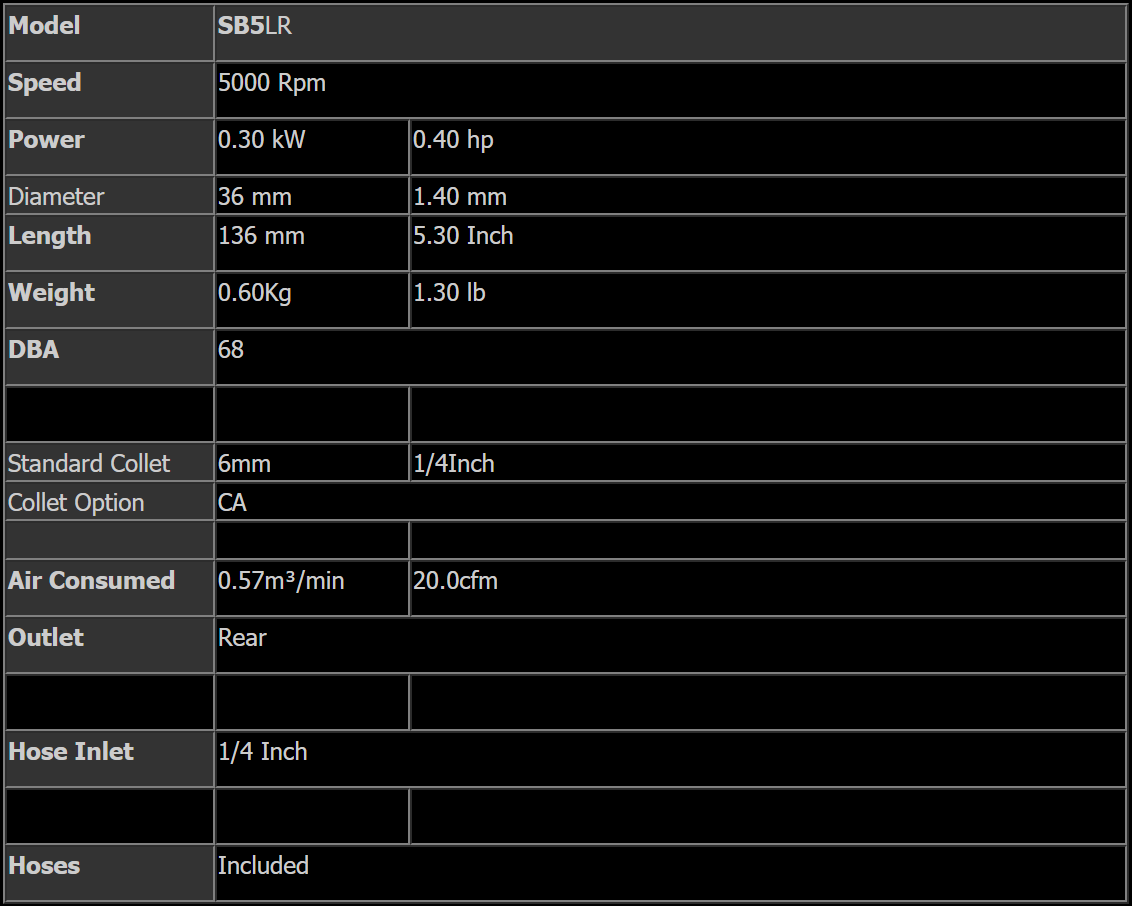 Model SB5LR
Speed 5000 Rpm
Power 0.30 kW 0.40 hp
Diameter 36 mm 1.40 mm
Length 136 mm 5.30 Inch
Weight 0.60Kg 1.30 lb
DBA 68
Standard Collet 6mm 1/4Inch
Collet Option CA
Air Consumed 0.57m³/min 20.0cfm
Outlet Rear
Hose Inlet 1/4 Inch
Hoses Included